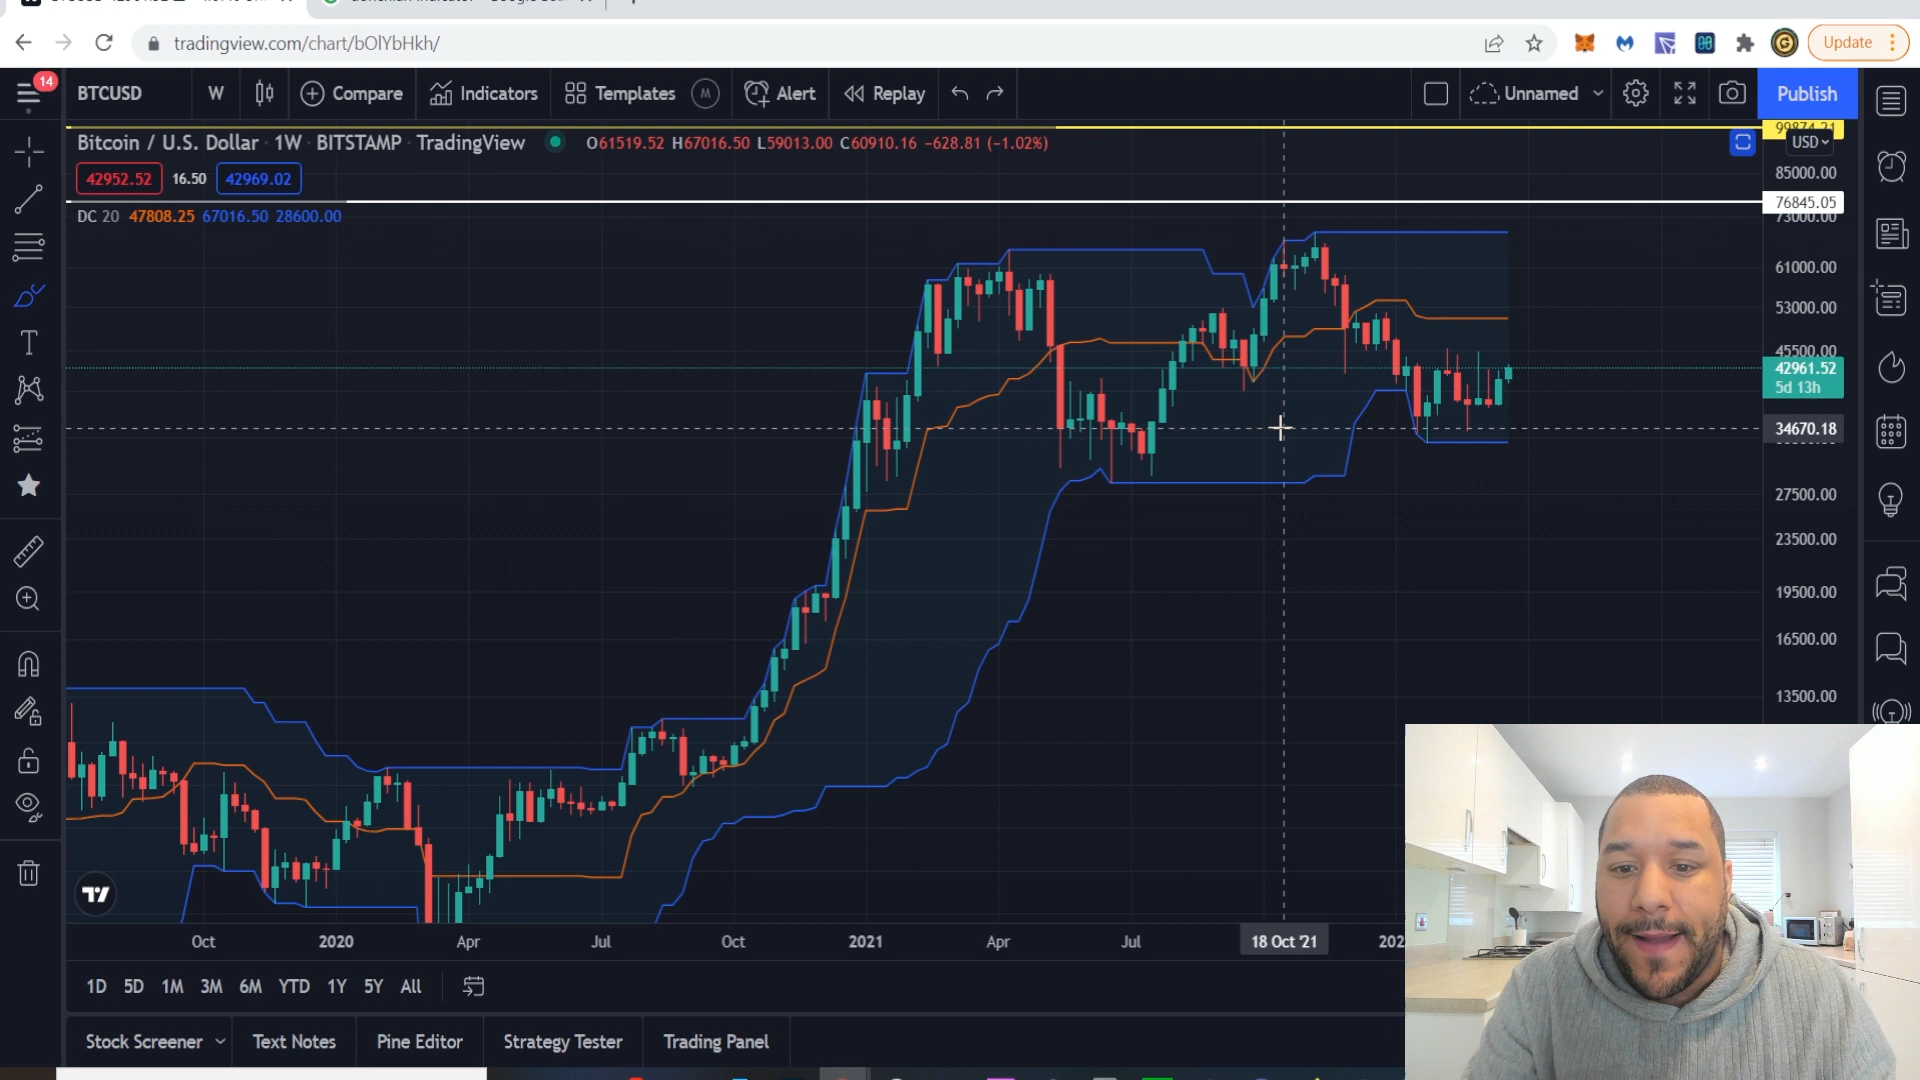 tradingview.com/chart/bOlYbHkh/
Update
14
BTCUSD
W
Compare
Indicators
Templates
M
Alert
Replay
Unnamed
Publish
Bitcoin / U.S. Dollar · 1W · BITSTAMP · TradingView
O61519.52 H67016.50 L59013.00 C60910.16 −628.81 (−1.02%)
99874.21
USD
42952.52 16.50 42969.02
85000.00
76845.05
DC 20 47808.25 67016.50 28600.00
73000.00
61000.00
53000.00
45500.00
42961.52
5d 13h
34670.18
27500.00
23500.00
19500.00
16500.00
13500.00
Oct 2020 Apr Jul Oct 2021 Apr Jul 18 Oct '21
1D 5D 1M 3M 6M YTD 1Y 5Y All
Stock Screener Text Notes Pine Editor Strategy Tester Trading Panel